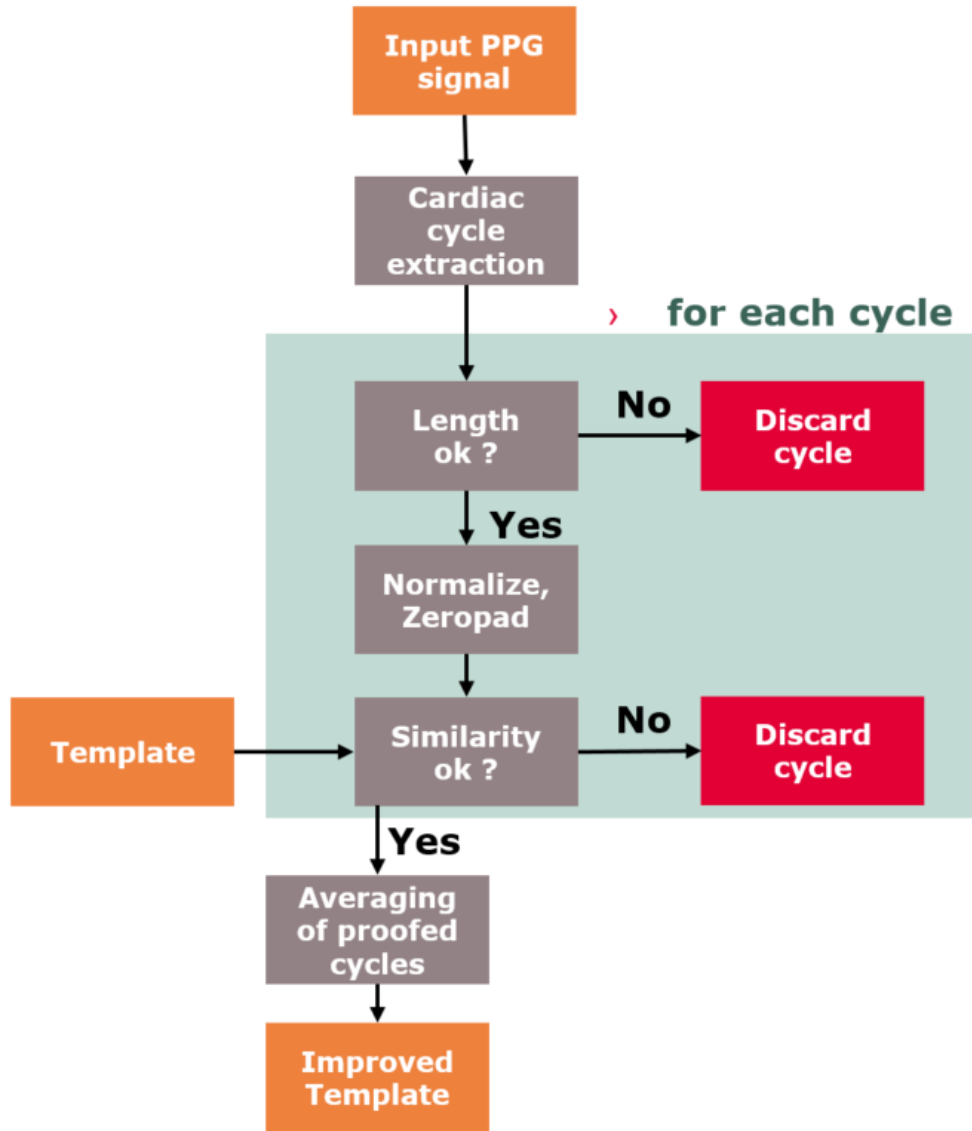 Input PPG
signal
Cardiac
cycle
extraction
› for each cycle
Length
ok ?
No
Discard
cycle
Yes
Normalize,
Zeropad
Template
Similarity
ok ?
No
Discard
cycle
Yes
Averaging
of proofed
cycles
Improved
Template